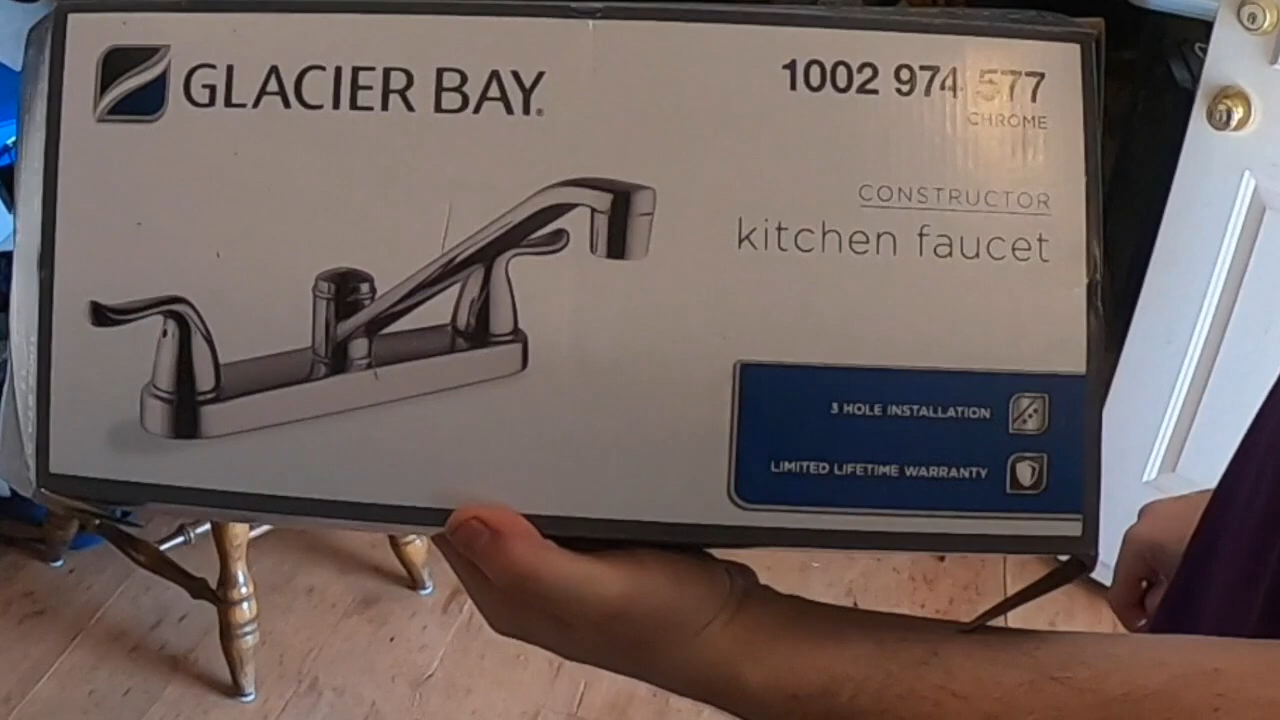 GLACIER BAY®
1002 974 577
CHROME
CONSTRUCTOR
kitchen faucet
3 HOLE INSTALLATION
LIMITED LIFETIME WARRANTY